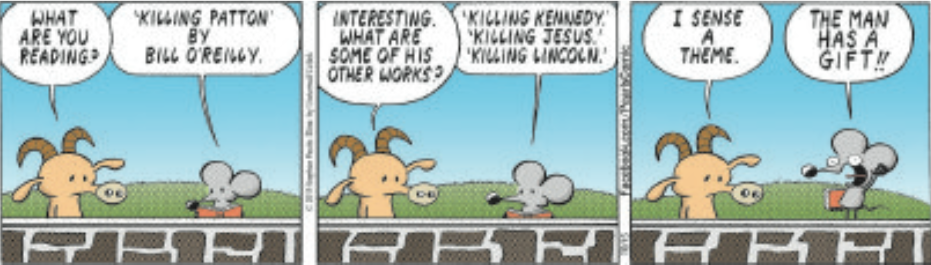 WHAT
ARE YOU
READING?
'KILLING PATTON'
BY
BILL O'REILLY.
INTERESTING.
WHAT ARE
SOME OF HIS
OTHER WORKS?
'KILLING KENNEDY.'
'KILLING JESUS.'
'KILLING LINCOLN.'
I SENSE
A
THEME.
THE MAN
HAS A
GIFT!!